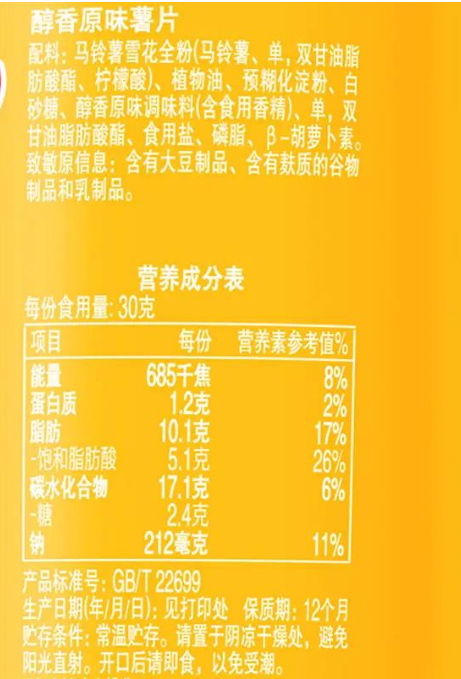 醇香原味薯片
配料: 马铃薯雪花全粉(马铃薯、单, 双甘油脂
肪酸酯、柠檬酸)、植物油、预糊化淀粉、白
砂糖、醇香原味调味料(含食用香精)、单, 双
甘油脂肪酸酯、食用盐、磷脂、β-胡萝卜素。
致敏原信息: 含有大豆制品、含有麸质的谷物
制品和乳制品。
营养成分表
每份食用量: 30克
项目 每份 营养素参考值%
能量 685千焦 8%
蛋白质 1.2克 2%
脂肪 10.1克 17%
-饱和脂肪酸 5.1克 26%
碳水化合物 17.1克 6%
-糖 2.4克
钠 212毫克 11%
产品标准号: GB/T 22699
生产日期(年/月/日): 见打印处 保质期: 12个月
贮存条件: 常温贮存。请置于阴凉干燥处, 避免
阳光直射。开口后请即食, 以免受潮。